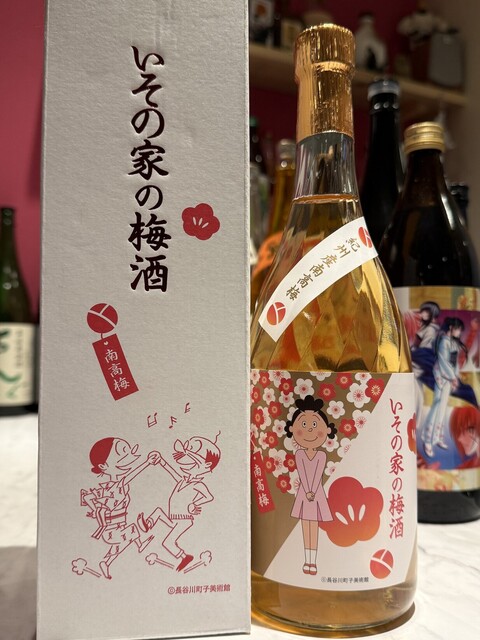 いその家の梅酒
南高梅
©長谷川町子美術館
紀州産南高梅
いその家の梅酒
南高梅
©長谷川町子美術館